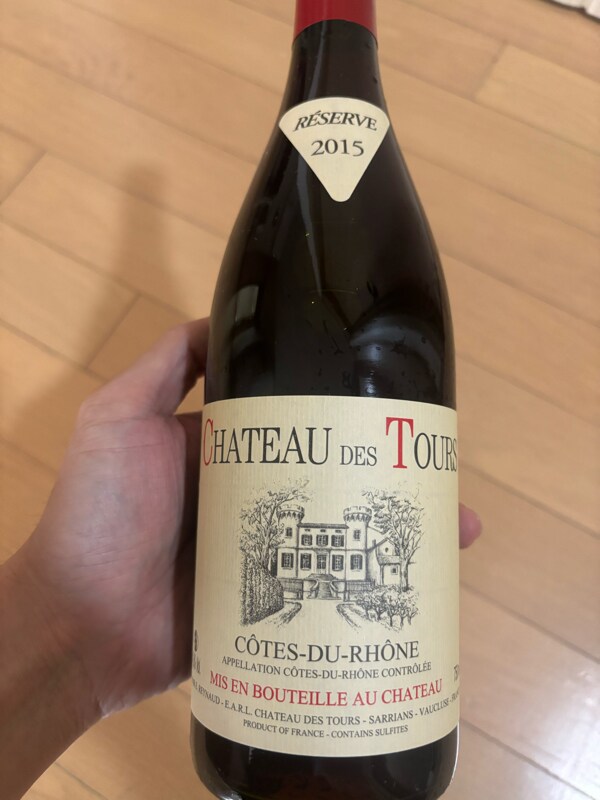 RÉSERVE
2015
CHATEAU DES TOURS
CÔTES-DU-RHÔNE
APPELLATION CÔTES-DU-RHÔNE CONTRÔLÉE
MIS EN BOUTEILLE AU CHATEAU
REYNAUD - E.A.R.L. CHATEAU DES TOURS - SARRIANS - VAUCLUSE
PRODUCT OF FRANCE - CONTAINS SULFITES